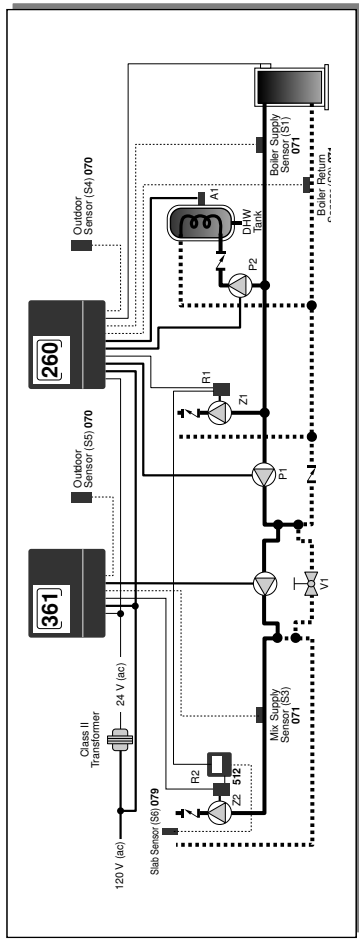 120 V (ac)
Class II
Transformer
24 V (ac)
361
Outdoor
Sensor (S5) 070
260
Outdoor
Sensor (S4) 070
Slab Sensor (S6) 079
R2
512
Z2
Mix Supply
Sensor (S3)
071
V1
P1
R1
Z1
P2
DHW
Tank
A1
Boiler Supply
Sensor (S1)
071
Boiler Return